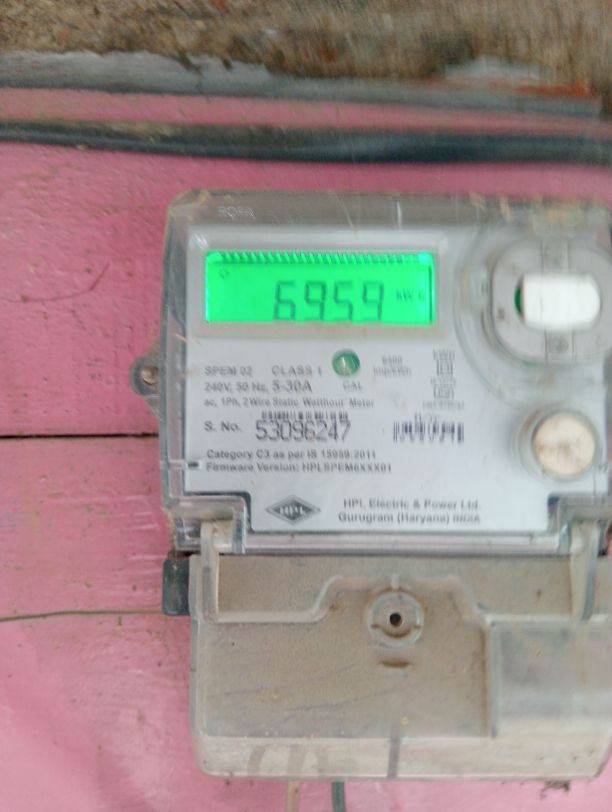 6959 kWh
SPEM 02 CLASS 1
240V, 50 Hz, 5-30A CAL
ac, 1Ph, 2 Wire Static Watthour Meter
S. No. 53096247
Category C3 as per IS 15959:2011
Firmware Version: HPLSPEM6XXX01
HPL
HPL Electric & Power Ltd.
Gurugram (Haryana) INDIA